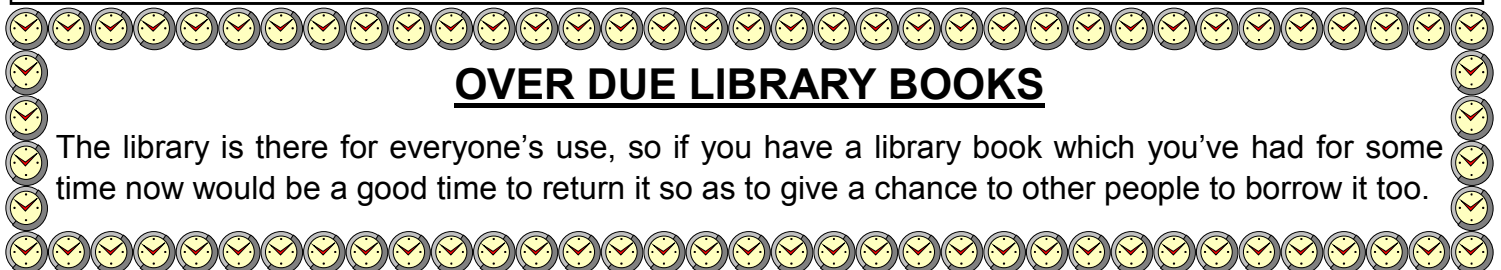 OVER DUE LIBRARY BOOKS
The library is there for everyone’s use, so if you have a library book which you’ve had for some
time now would be a good time to return it so as to give a chance to other people to borrow it too.